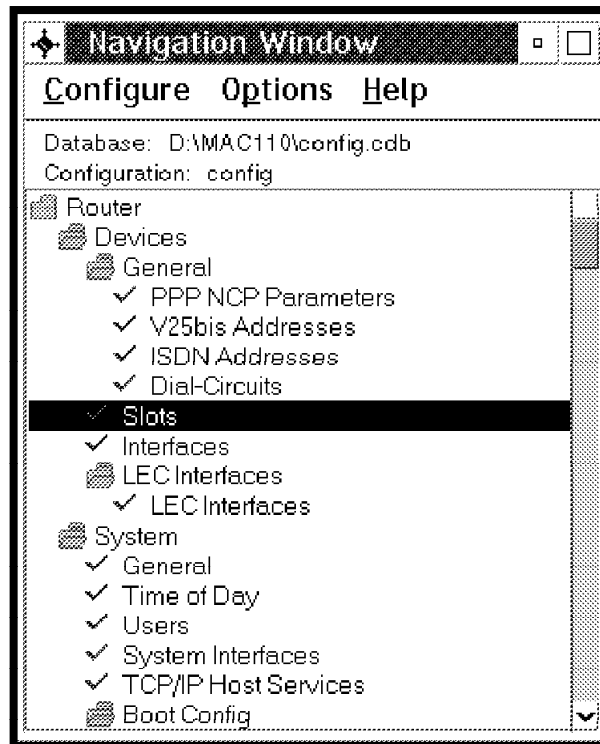 Navigation Window
Configure Options Help
Database: D:\MAC110\config.cdb
Configuration: config
Router
Devices
General
PPP NCP Parameters
V25bis Addresses
ISDN Addresses
Dial-Circuits
Slots
Interfaces
LEC Interfaces
LEC Interfaces
System
General
Time of Day
Users
System Interfaces
TCP/IP Host Services
Boot Config